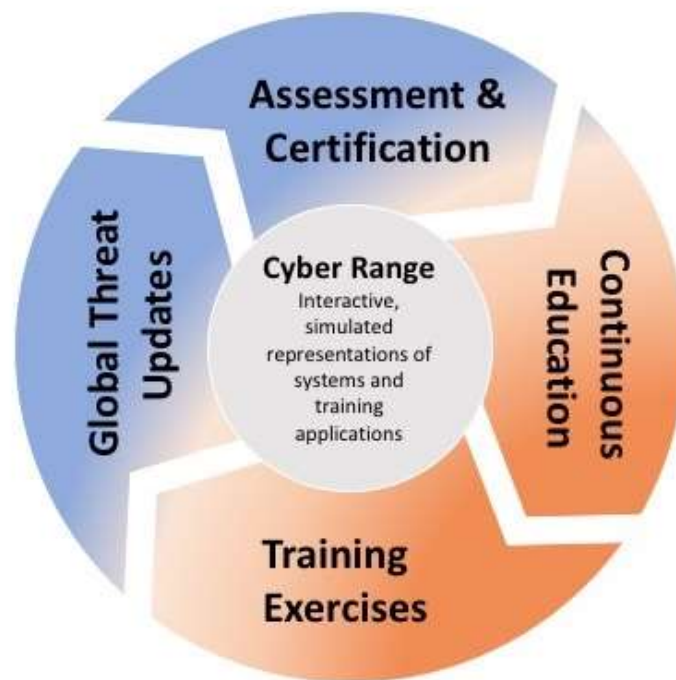 Assessment &
Certification
Continuous
Education
Training
Exercises
Global Threat
Updates
Cyber Range
Interactive,
simulated
representations of
systems and
training
applications